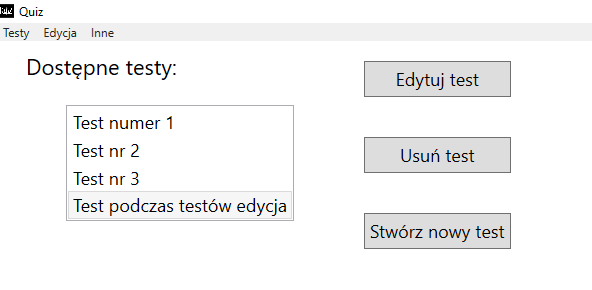 Quiz
Testy Edycja Inne
Dostępne testy:
Test numer 1
Test nr 2
Test nr 3
Test podczas testów edycja
Edytuj test
Usuń test
Stwórz nowy test